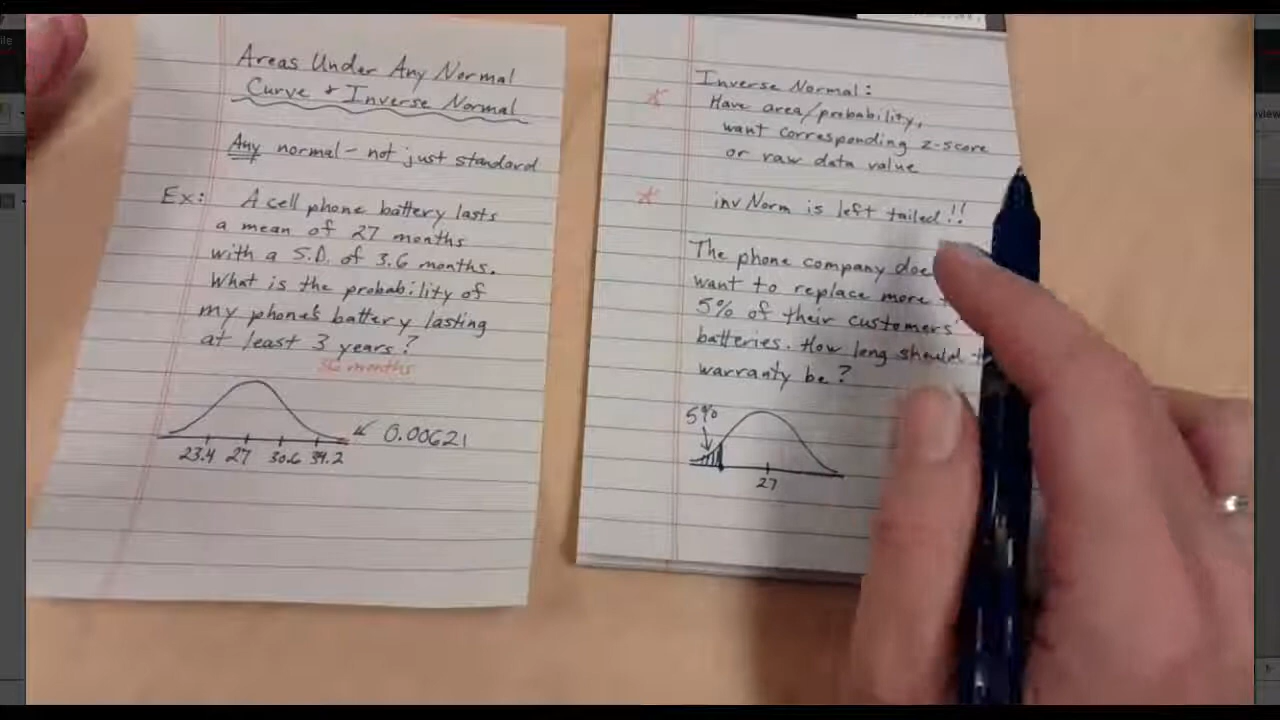 Areas Under Any Normal
Curve & Inverse Normal
Any normal - not just standard
Ex: A cell phone battery lasts
a mean of 27 months
with a S.D. of 3.6 months.
What is the probability of
my phone's battery lasting
at least 3 years?
36 months
0.00621
23.4 27 30.6 34.2
Inverse Normal:
Have area/probability,
want corresponding z-score
or raw data value
invNorm is left tailed!!
The phone company
want to replace more
5% of their customers'
batteries. How long should
warranty be?
5%
27